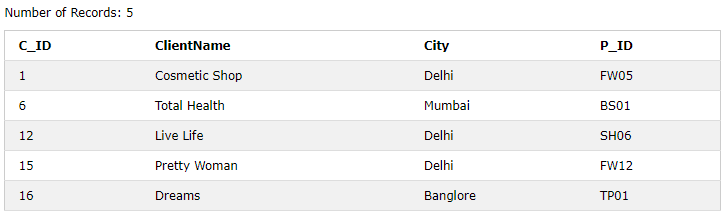 Number of Records: 5
C_ID ClientName City P_ID
1 Cosmetic Shop Delhi FW05
6 Total Health Mumbai BS01
12 Live Life Delhi SH06
15 Pretty Woman Delhi FW12
16 Dreams Banglore TP01